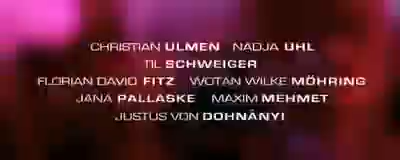 CHRISTIAN ULMEN NADJA UHL
TIL SCHWEIGER
FLORIAN DAVID FITZ WOTAN WILKE MÖHRING
JANA PALLASKE MAXIM MEHMET
JUSTUS VON DOHNÁNYI